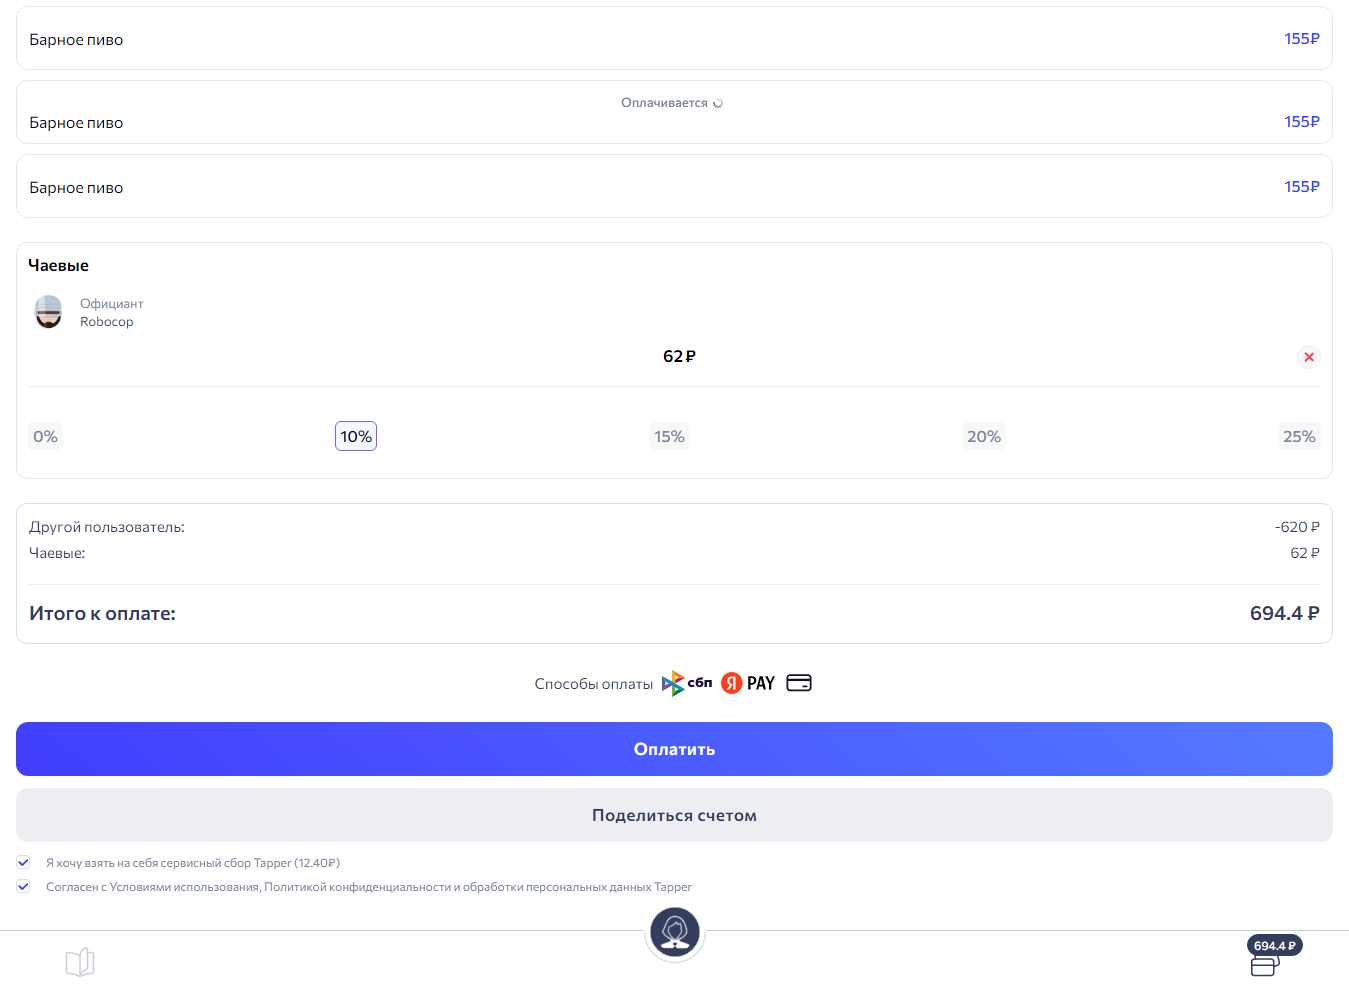 Барное пиво 155₽
Оплачивается
Барное пиво 155₽
Барное пиво 155₽
Чаевые
Официант
Robocop
62 ₽
0% 10% 15% 20% 25%
Другой пользователь: -620 ₽
Чаевые: 62 ₽
Итого к оплате: 694.4 ₽
Способы оплаты сбп Я PAY
Оплатить
Поделиться счетом
Я хочу взять на себя сервисный сбор Tapper (12.40₽)
Согласен с Условиями использования, Политикой конфиденциальности и обработки персональных данных Tapper
694.4 ₽